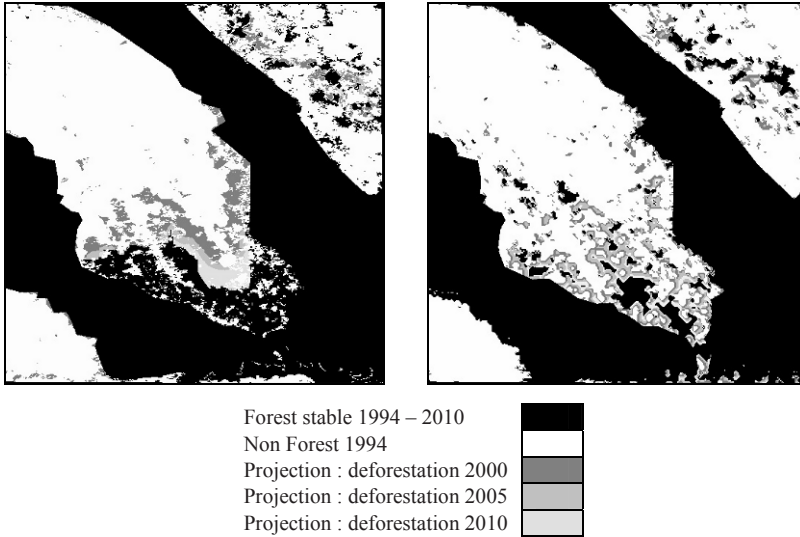 Forest stable 1994 – 2010
Non Forest 1994
Projection : deforestation 2000
Projection : deforestation 2005
Projection : deforestation 2010